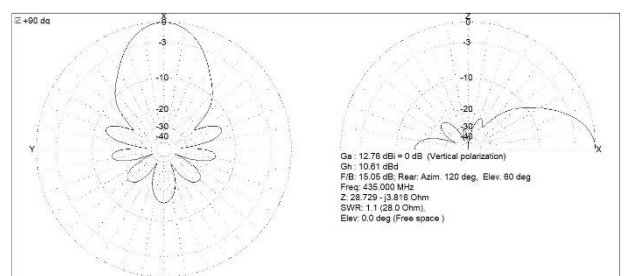 +90 dg
X
0
-3
-10
-20
-30
-40
Y
Z
0
-3
-10
-20
-30
-40
X
Ga : 12.76 dBi = 0 dB (Vertical polarization)
Gh : 10.61 dBd
F/B: 15.05 dB; Rear: Azim. 120 deg, Elev. 60 deg
Freq: 435.000 MHz
Z: 28.729 - j3.816 Ohm
SWR: 1.1 (28.0 Ohm),
Elev: 0.0 deg (Free space )